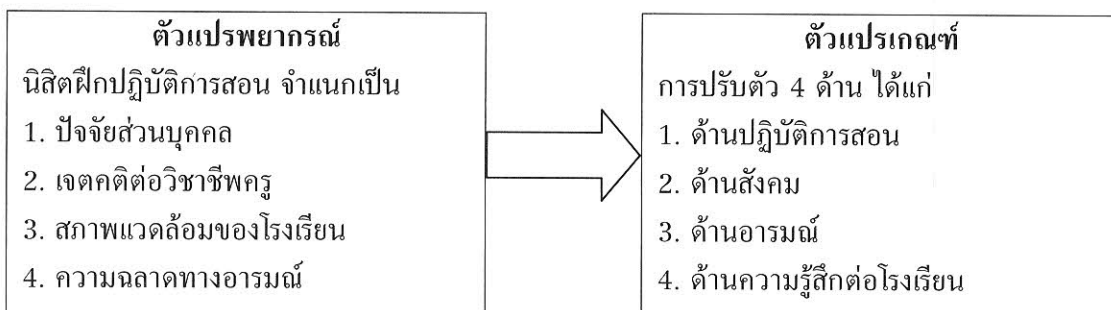 ตัวแปรพยากรณ์
นิสิตฝึกปฏิบัติการสอน จำแนกเป็น
1. ปัจจัยส่วนบุคคล
2. เจตคติต่อวิชาชีพครู
3. สภาพแวดล้อมของโรงเรียน
4. ความฉลาดทางอารมณ์
ตัวแปรเกณฑ์
การปรับตัว 4 ด้าน ได้แก่
1. ด้านปฏิบัติการสอน
2. ด้านสังคม
3. ด้านอารมณ์
4. ด้านความรู้สึกต่อโรงเรียน